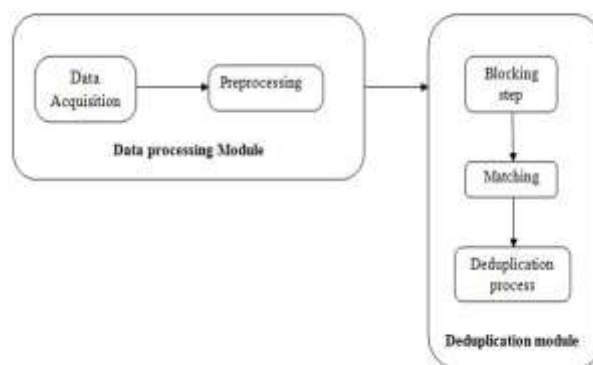 Data
Acquisition
Preprocessing
Data processing Module
Blocking
step
Matching
Deduplication
process
Deduplication module